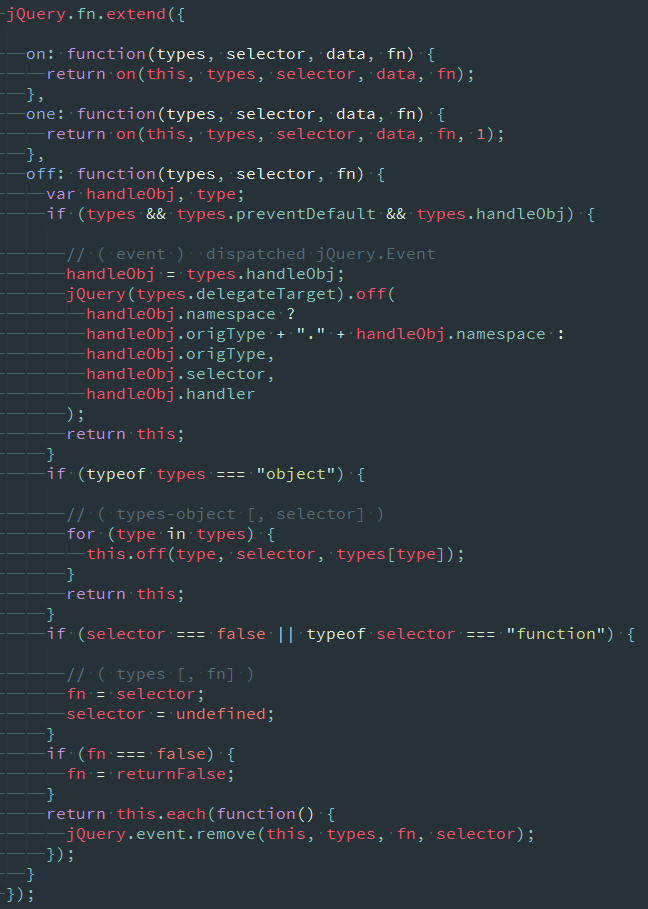 jQuery.fn.extend({
on: function(types, selector, data, fn) {
return on(this, types, selector, data, fn);
},
one: function(types, selector, data, fn) {
return on(this, types, selector, data, fn, 1);
},
off: function(types, selector, fn) {
var handleObj, type;
if (types && types.preventDefault && types.handleObj) {
// ( event )  dispatched jQuery.Event
handleObj = types.handleObj;
jQuery(types.delegateTarget).off(
handleObj.namespace ?
handleObj.origType + "." + handleObj.namespace :
handleObj.origType,
handleObj.selector,
handleObj.handler
);
return this;
}
if (typeof types === "object") {
// ( types-object [, selector] )
for (type in types) {
this.off(type, selector, types[type]);
}
return this;
}
if (selector === false || typeof selector === "function") {
// ( types [, fn] )
fn = selector;
selector = undefined;
}
if (fn === false) {
fn = returnFalse;
}
return this.each(function() {
jQuery.event.remove(this, types, fn, selector);
});
}
});